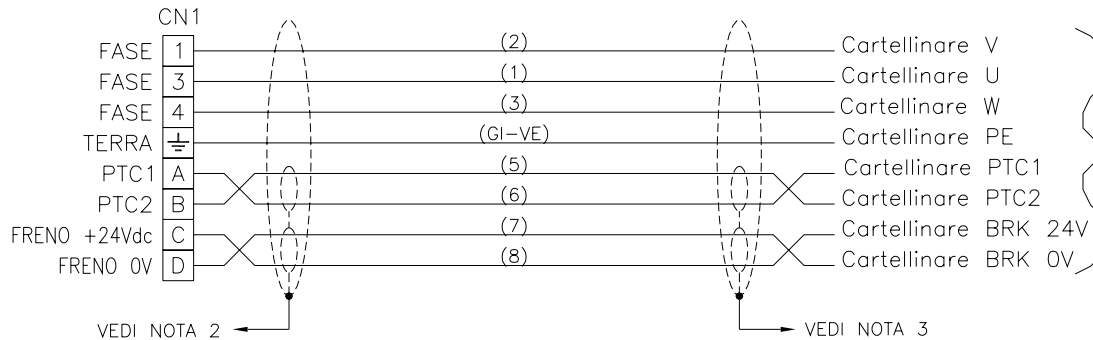 CN1
FASE 1 (2) Cartellinare V
FASE 3 (1) Cartellinare U
FASE 4 (3) Cartellinare W
TERRA (GI-VE) Cartellinare PE
PTC1 A (5) Cartellinare PTC1
PTC2 B (6) Cartellinare PTC2
FRENO +24Vdc C (7) Cartellinare BRK 24V
FRENO 0V D (8) Cartellinare BRK 0V
VEDI NOTA 2 VEDI NOTA 3